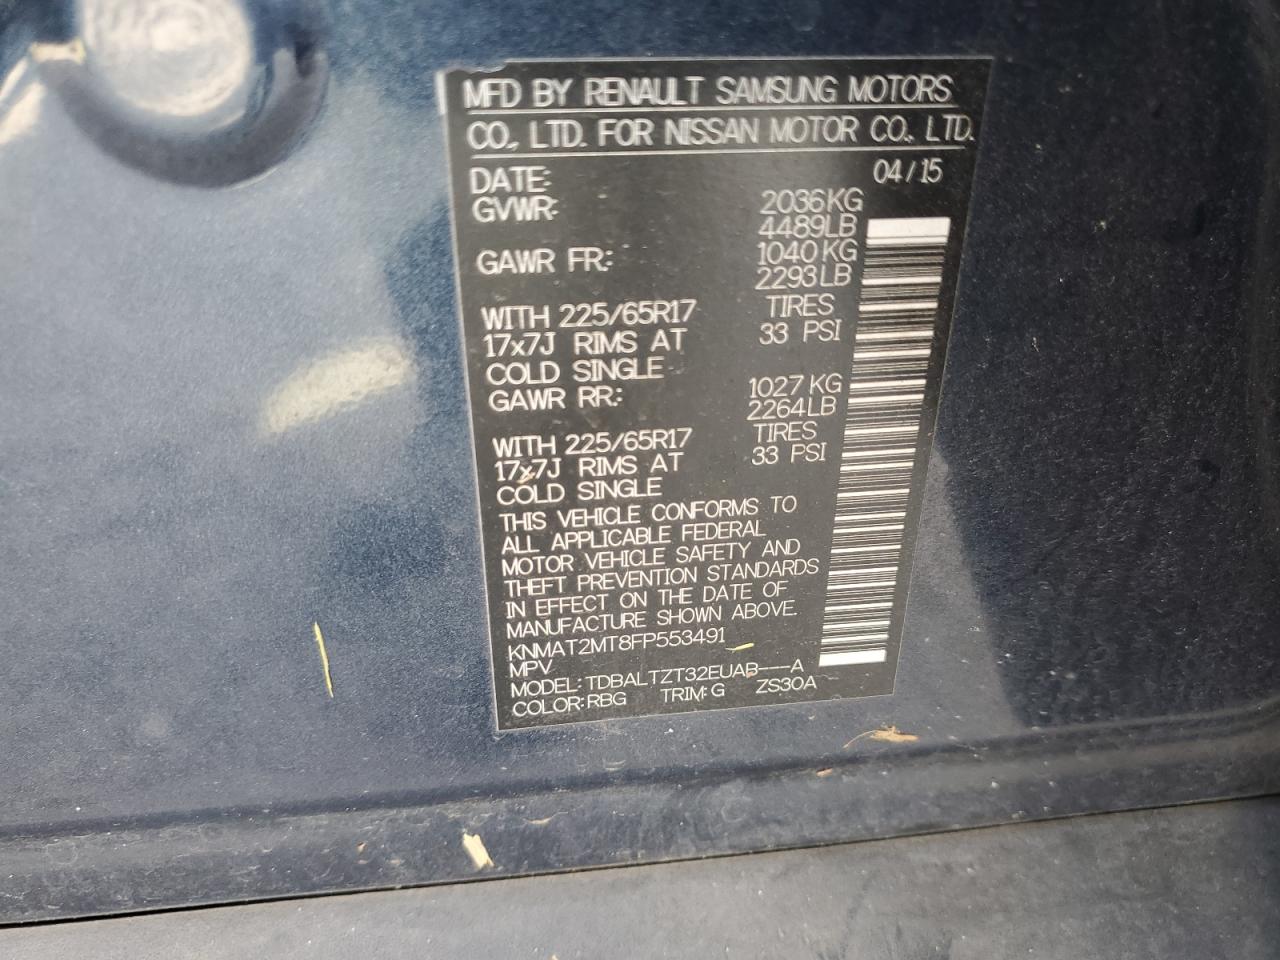 MFD BY RENAULT SAMSUNG MOTORS
CO., LTD. FOR NISSAN MOTOR CO., LTD.
DATE: 04/15
GVWR: 2036KG
4489LB
GAWR FR: 1040KG
2293LB
WITH 225/65R17 TIRES
17x7J RIMS AT 33 PSI
COLD SINGLE
GAWR RR: 1027KG
2264LB
WITH 225/65R17 TIRES
17x7J RIMS AT 33 PSI
COLD SINGLE
THIS VEHICLE CONFORMS TO
ALL APPLICABLE FEDERAL
MOTOR VEHICLE SAFETY AND
THEFT PREVENTION STANDARDS
IN EFFECT ON THE DATE OF
MANUFACTURE SHOWN ABOVE.
KNMAT2MT8FP553491
MPV
MODEL: TDBALTZT32EUAB---A
COLOR: RBG TRIM: G ZS30A